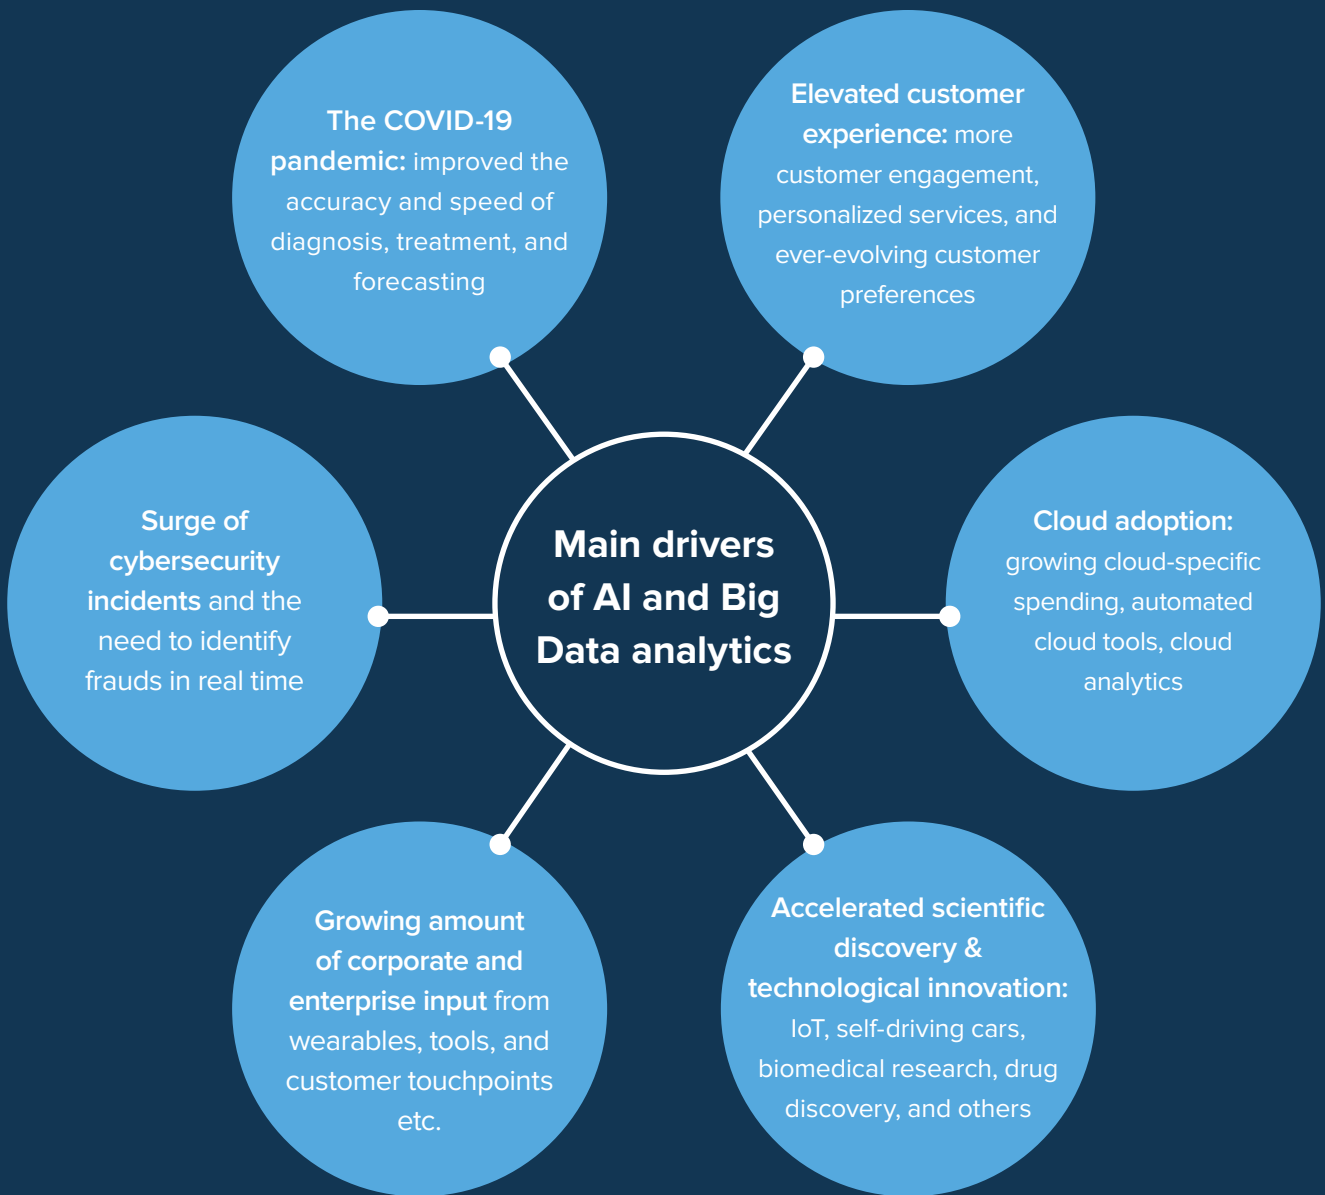 The COVID-19
pandemic: improved the
accuracy and speed of
diagnosis, treatment, and
forecasting
Elevated customer
experience: more
customer engagement,
personalized services, and
ever-evolving customer
preferences
Surge of
cybersecurity
incidents and the
need to identify
frauds in real time
Main drivers
of AI and Big
Data analytics
Cloud adoption:
growing cloud-specific
spending, automated
cloud tools, cloud
analytics
Growing amount
of corporate and
enterprise input from
wearables, tools, and
customer touchpoints
etc.
Accelerated scientific
discovery &
technological innovation:
IoT, self-driving cars,
biomedical research, drug
discovery, and others